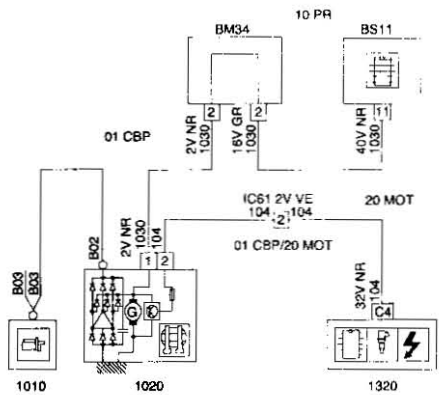 10 PR
BM34
BS11
2
2
11
2V NR
1030
16V GR
1030
40V NR
1030
01 CBP
IC61 2V VE
104
2
104
20 MOT
01 CBP/20 MOT
2V NR
1030
104
B02
1
2
B03
B03
32V NR
104
C4
G
1010
1020
1320